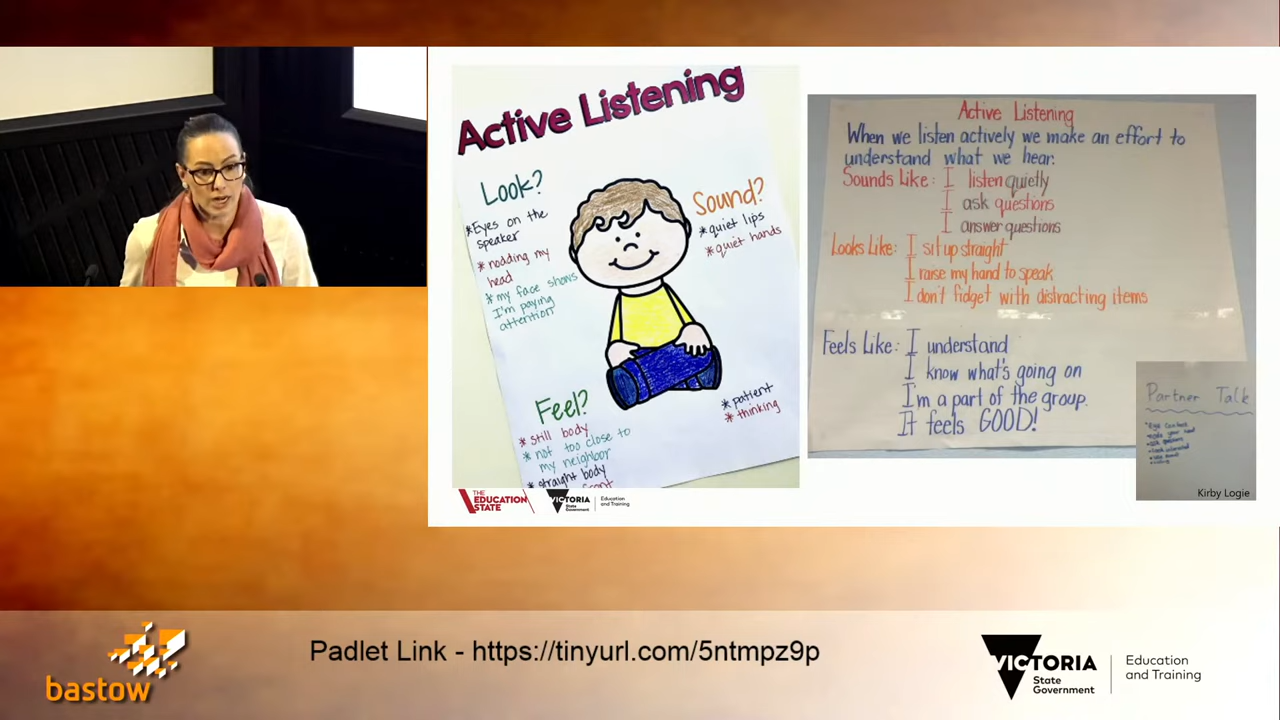 Active Listening
Look?
*Eyes on the
speaker
*nodding my
head
*my face shows
I'm paying
attention
Sound?
*quiet lips
*quiet hands
Feel?
*still body
*not too close to
my neighbor
*straight body
*patient
*thinking
Active Listening
When we listen actively we make an effort to
understand what we hear.
Sounds Like: I listen quietly
I ask questions
I answer questions
Looks Like: I sit up straight
I raise my hand to speak
I don't fidget with distracting items
Feels Like: I understand
I know what's going on
I'm a part of the group.
It feels GOOD!
Partner Talk
Kirby Logie
THE
EDUCATION
STATE
VICTORIA
State
Government
Education
and Training
bastow
Padlet Link - https://tinyurl.com/5ntmpz9p
VICTORIA
State
Government
Education
and Training